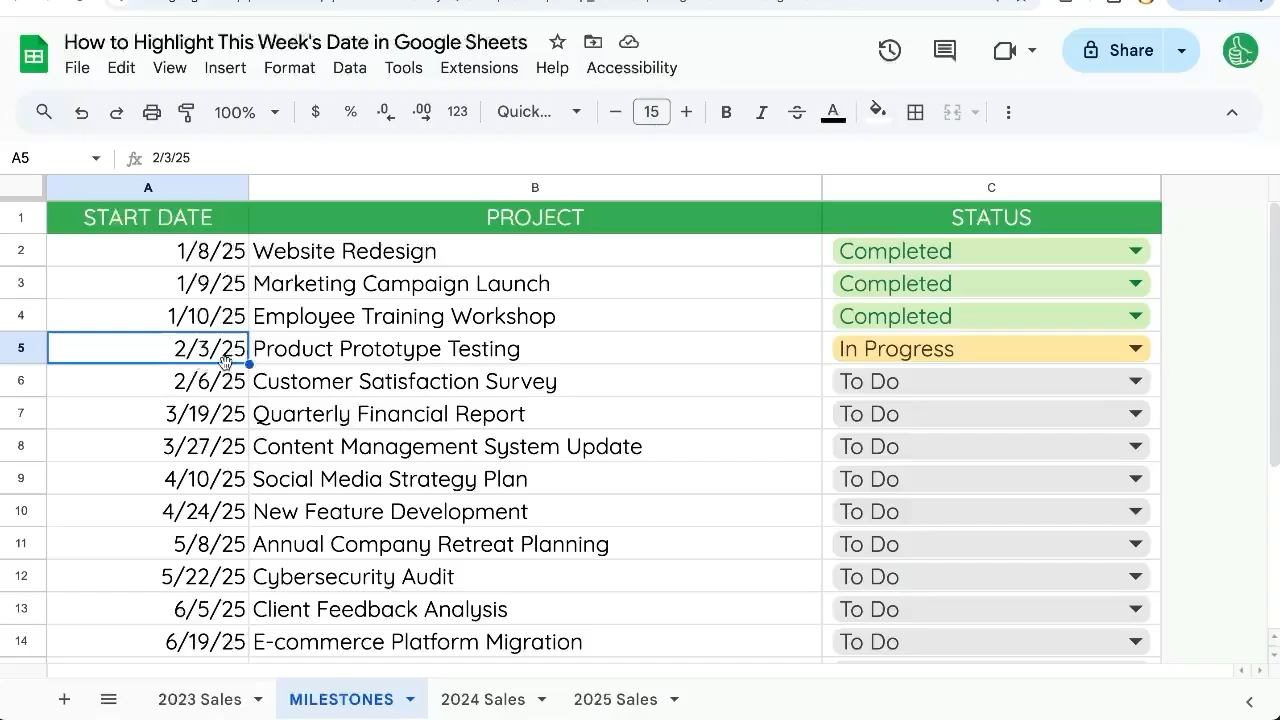 How to Highlight This Week's Date in Google Sheets
File Edit View Insert Format Data Tools Extensions Help Accessibility
Share
100% $ % .0 .00 123 Quick... 15 B I A
A5 fx 2/3/25
A B C
1 START DATE PROJECT STATUS
2 1/8/25 Website Redesign Completed
3 1/9/25 Marketing Campaign Launch Completed
4 1/10/25 Employee Training Workshop Completed
5 2/3/25 Product Prototype Testing In Progress
6 2/6/25 Customer Satisfaction Survey To Do
7 3/19/25 Quarterly Financial Report To Do
8 3/27/25 Content Management System Update To Do
9 4/10/25 Social Media Strategy Plan To Do
10 4/24/25 New Feature Development To Do
11 5/8/25 Annual Company Retreat Planning To Do
12 5/22/25 Cybersecurity Audit To Do
13 6/5/25 Client Feedback Analysis To Do
14 6/19/25 E-commerce Platform Migration To Do
2023 Sales MILESTONES 2024 Sales 2025 Sales